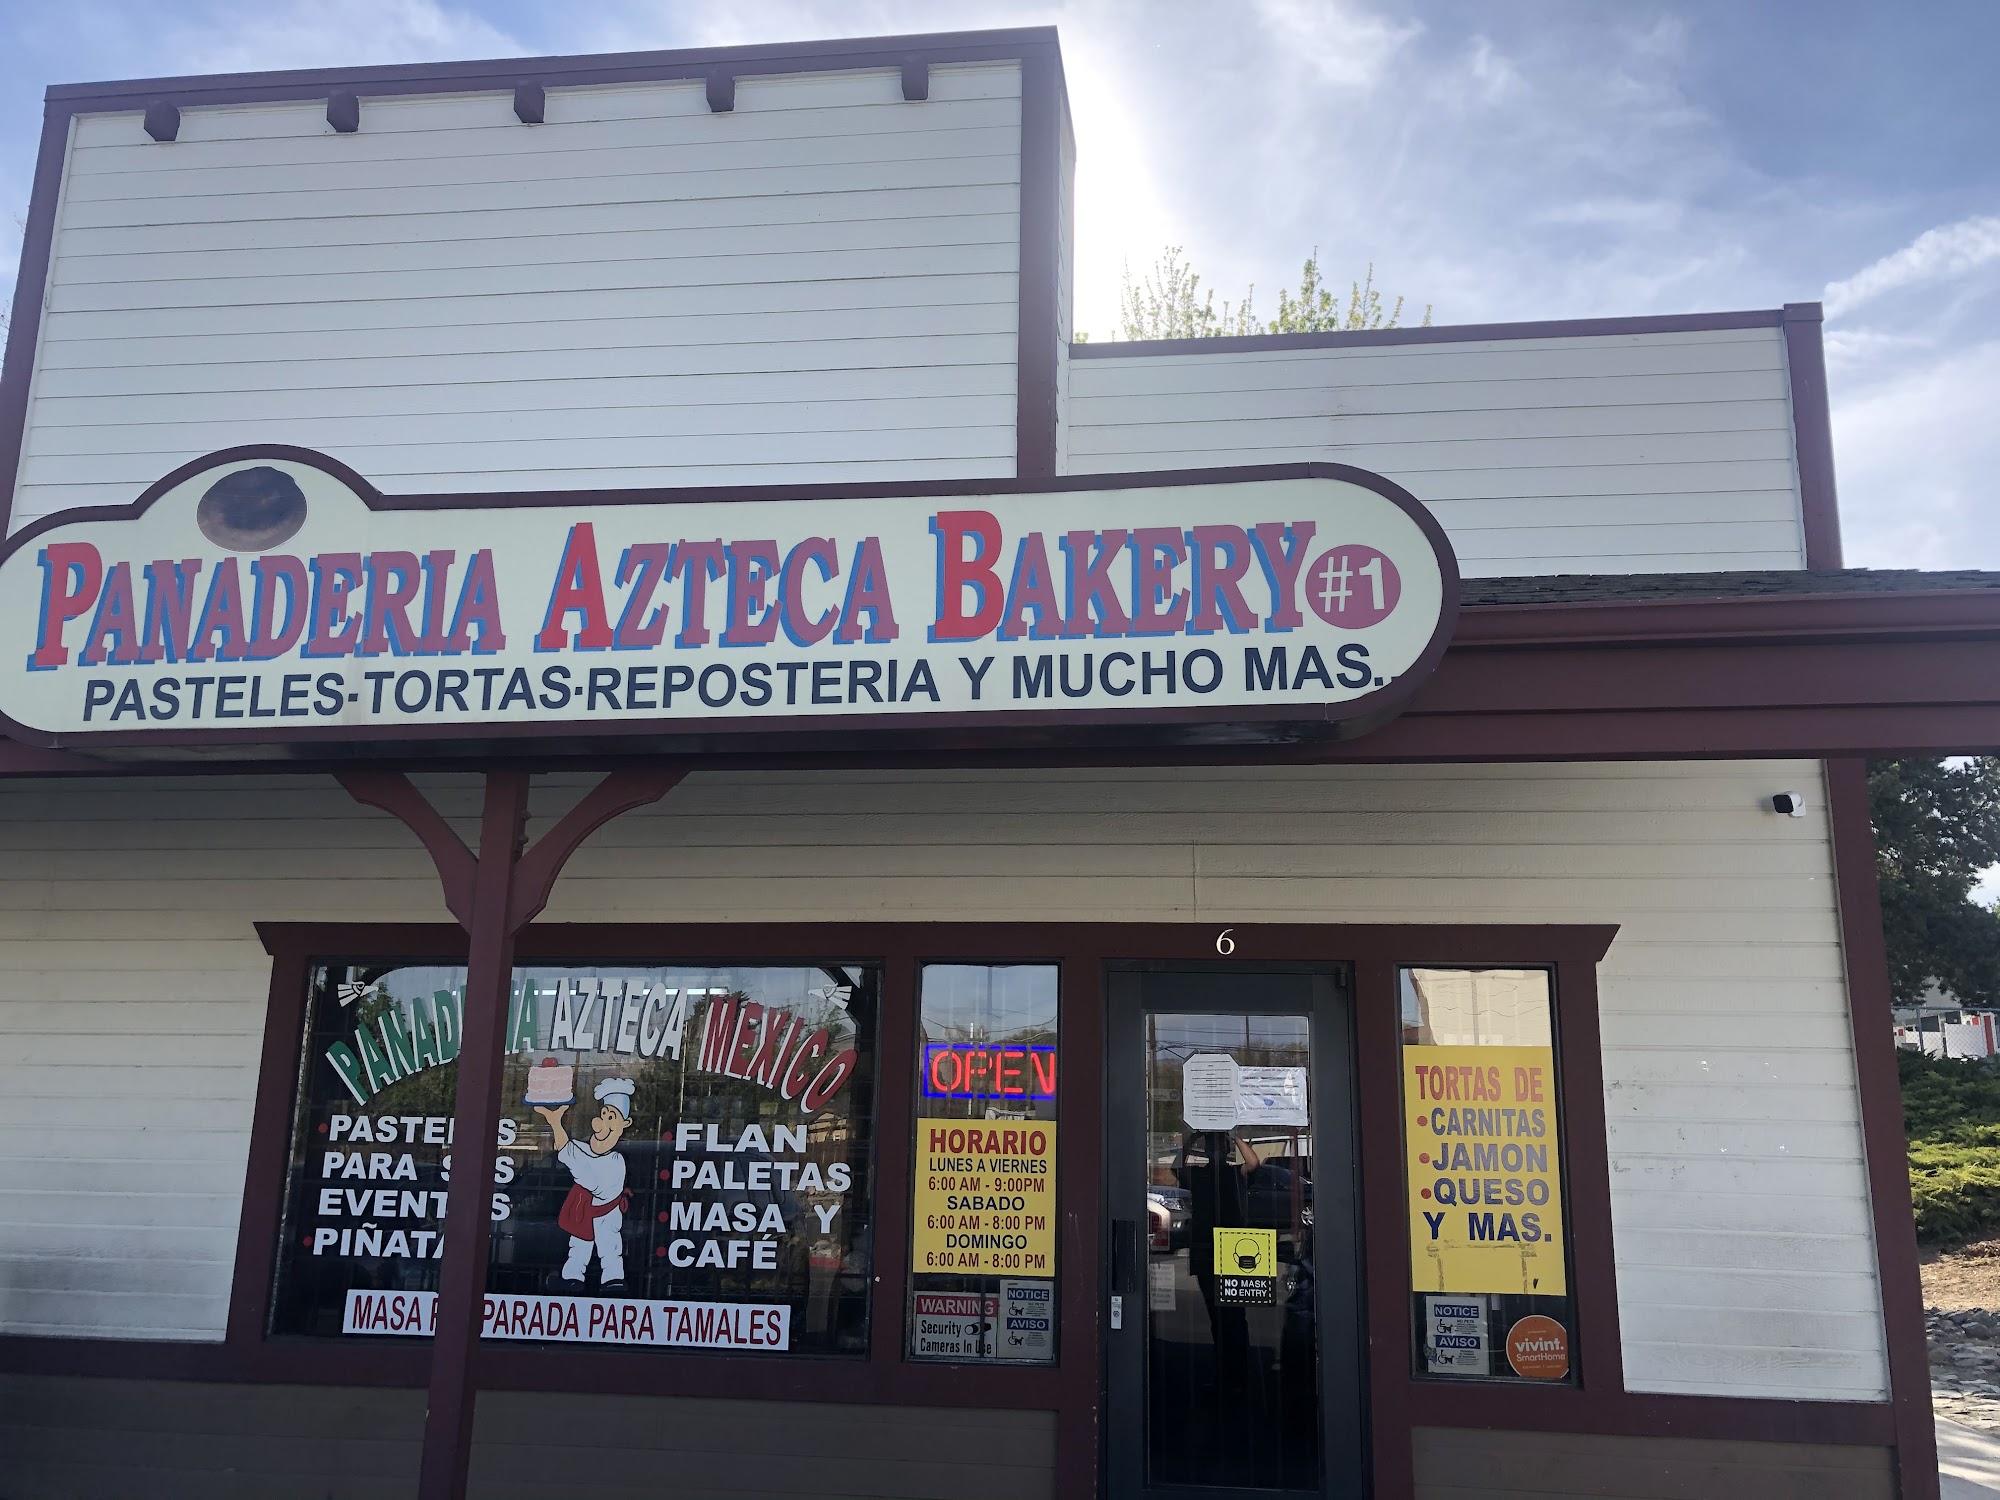 PANADERIA AZTECA BAKERY #1
PASTELES-TORTAS-REPOSTERIA Y MUCHO MAS...
6
AZTECA MEXICO
PARA
PIÑATA
FLAN
PALETAS
MASA Y
CAFÉ
MASA PARA TAMALES
OPEN
HORARIO
LUNES A VIERNES
6:00 AM - 9:00PM
SABADO
6:00 AM - 8:00 PM
DOMINGO
6:00 AM - 8:00 PM
WARNING
Security
Cameras In Use
NOTICE
AVISO
NO MASK
NO ENTRY
TORTAS DE
•CARNITAS
•JAMON
•QUESO
Y MAS.
NOTICE
AVISO
vivint.
SmartHome